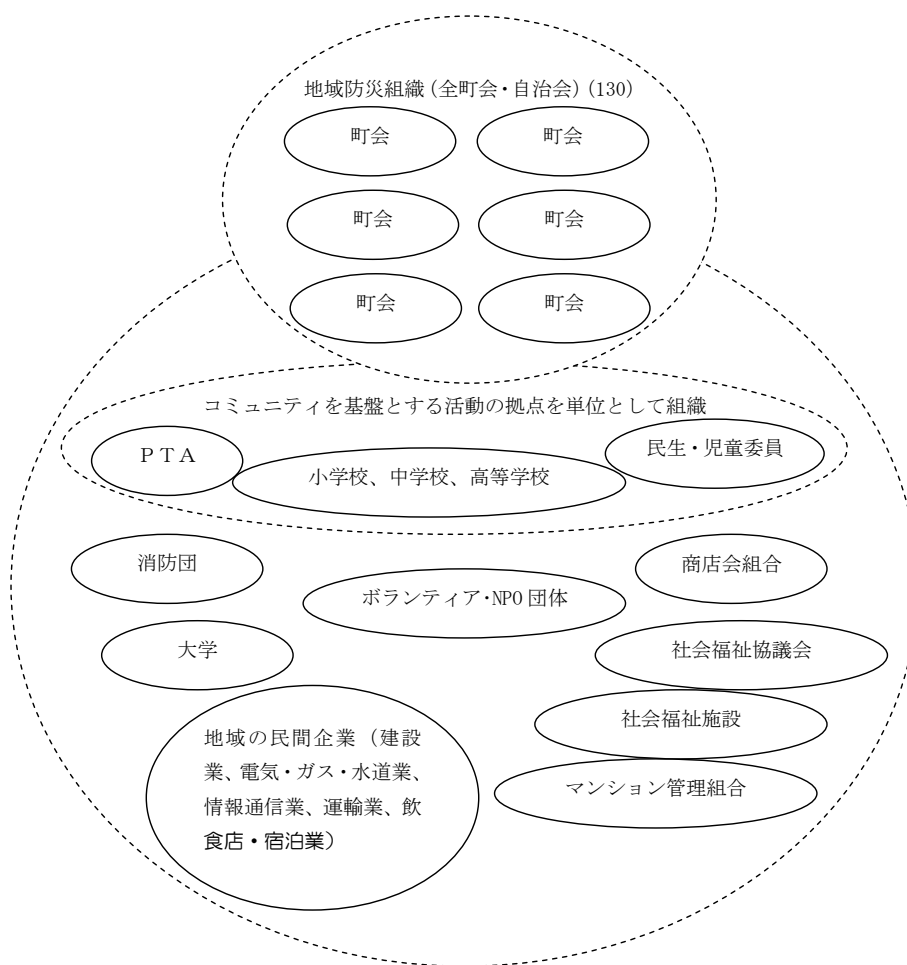 地域防災組織(全町会・自治会)(130)
町会
町会
町会
町会
町会
町会
コミュニティを基盤とする活動の拠点を単位として組織
PTA
小学校、中学校、高等学校
民生・児童委員
消防団
ボランティア・NPO団体
商店会組合
大学
社会福祉協議会
社会福祉施設
マンション管理組合
地域の民間企業(建設
業、電気・ガス・水道業、
情報通信業、運輸業、飲
食店・宿泊業)